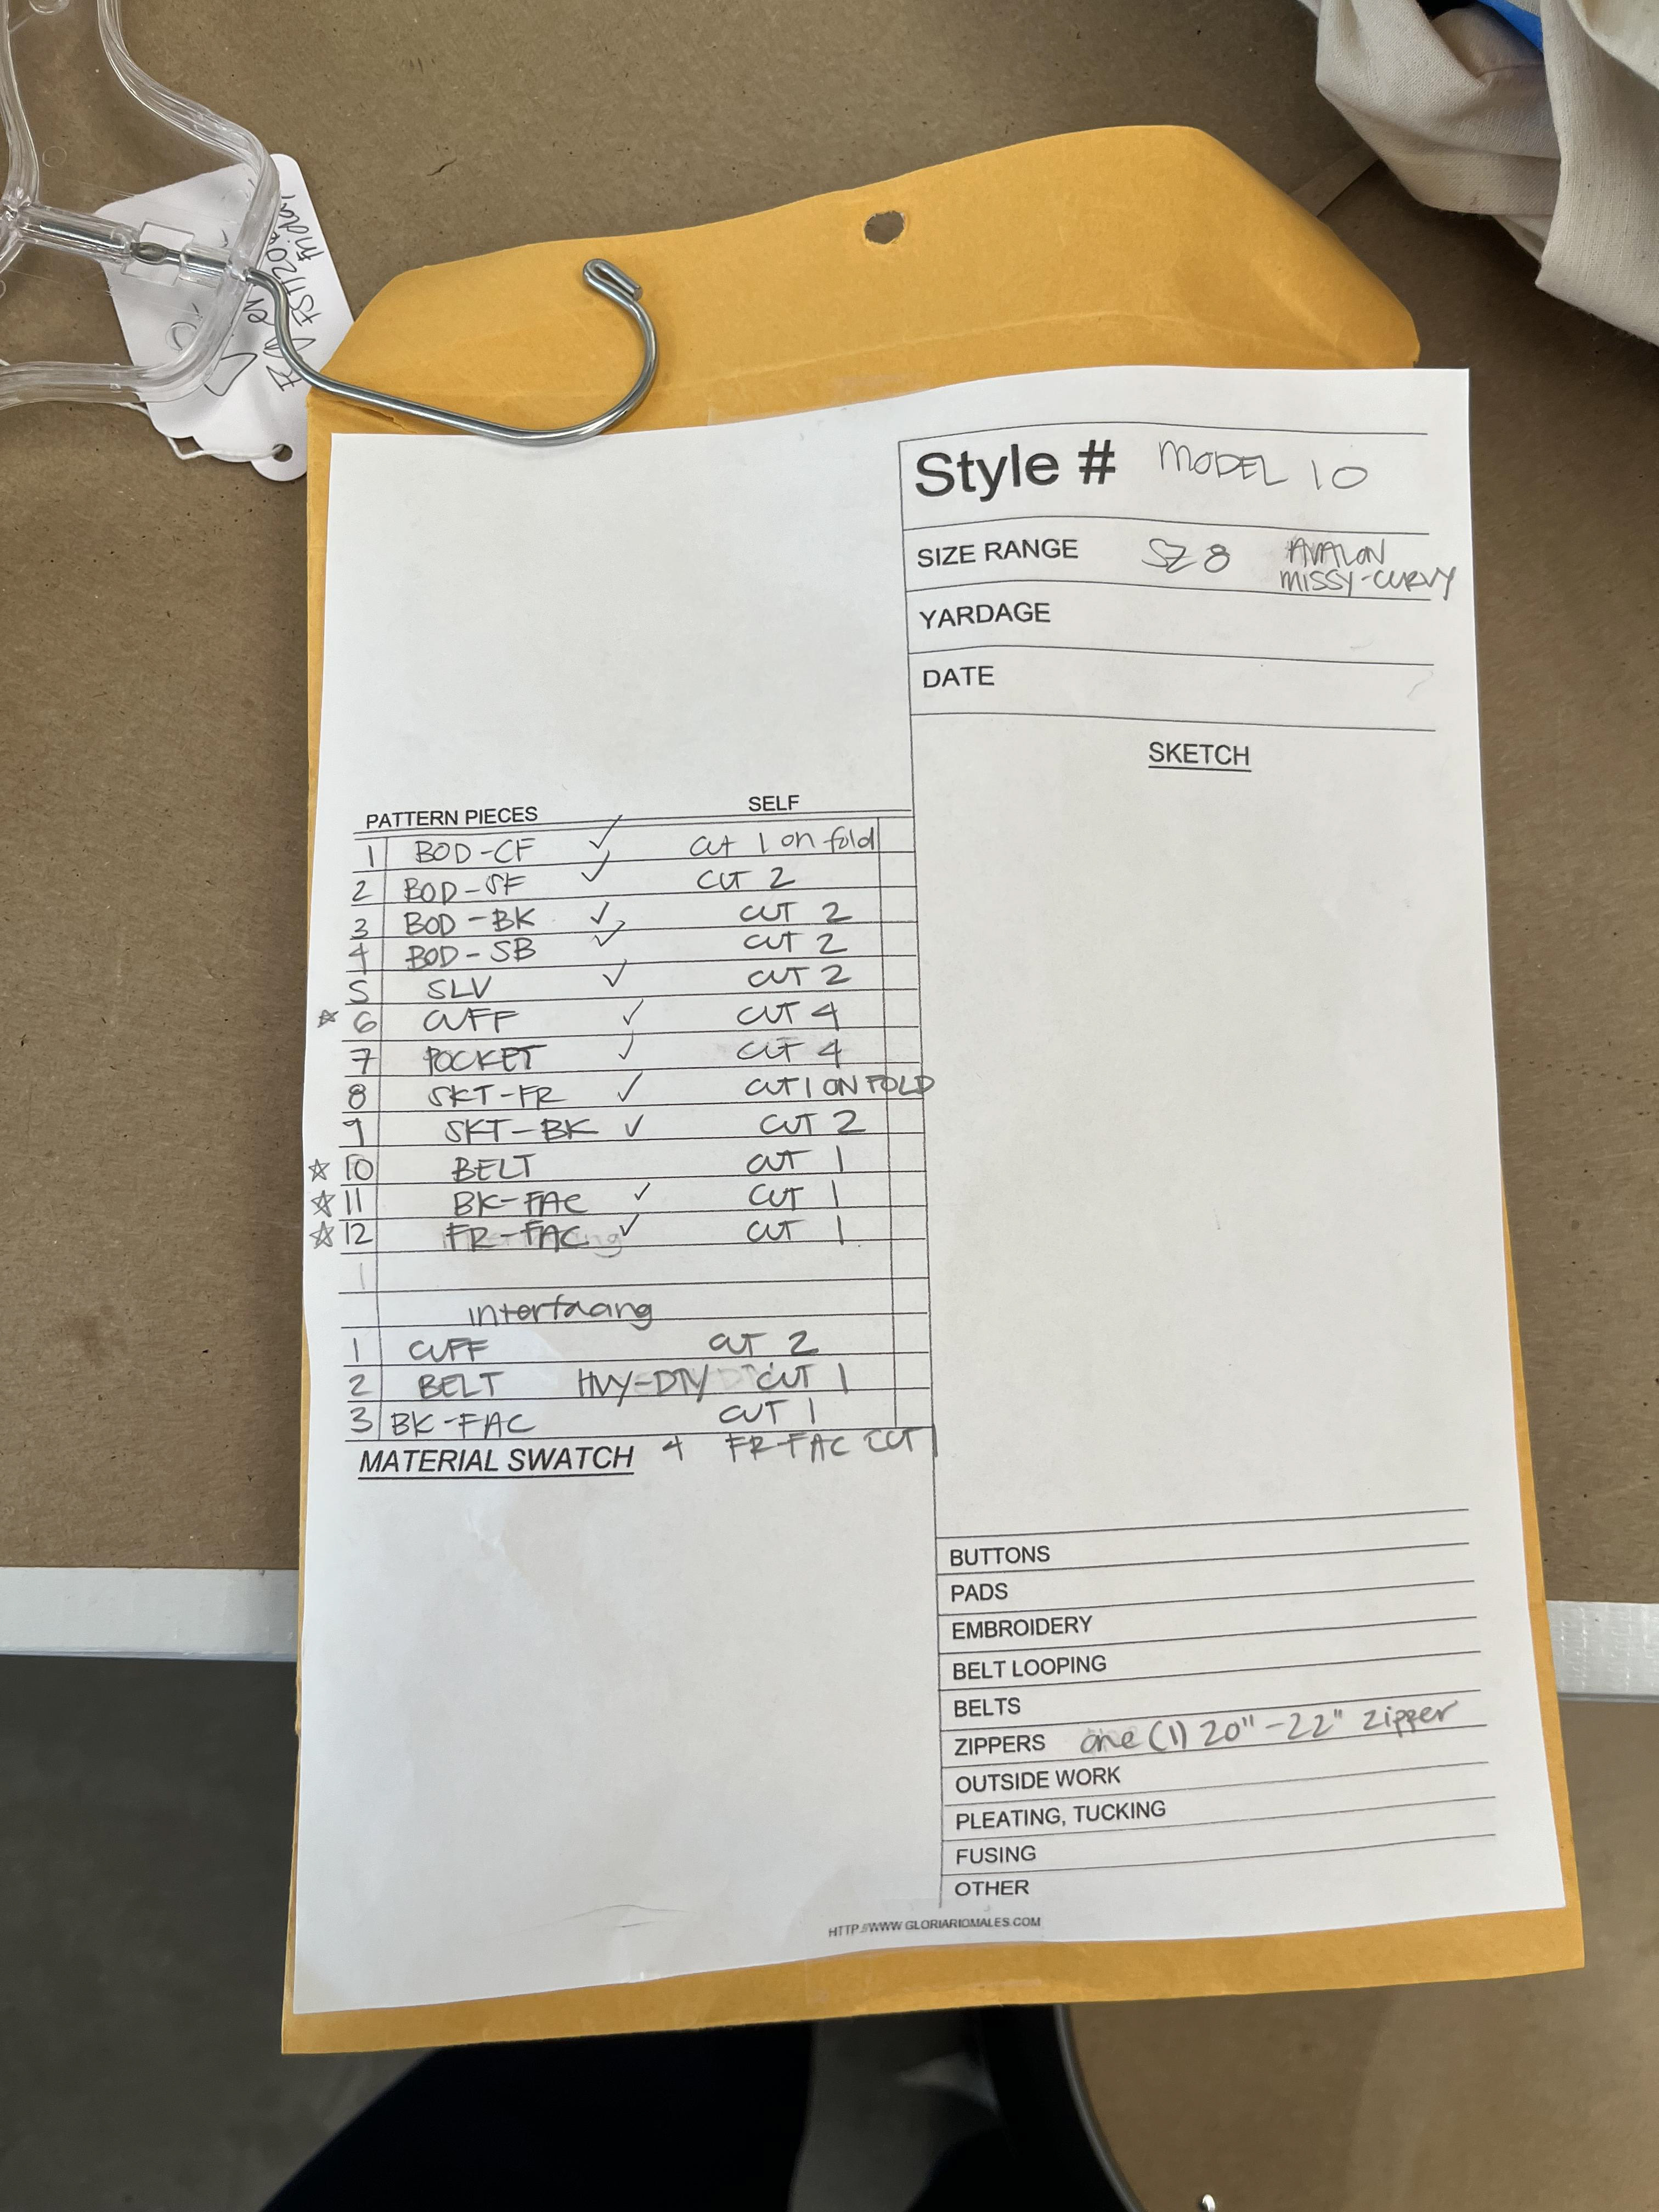 Style # MODEL 10
SIZE RANGE SZ 8 AVALON
MISSY-CURVY
YARDAGE
DATE
SKETCH
PATTERN PIECES SELF
1 BOD-CF ✓ CUT 1 on fold
2 BOD-SF ✓ CUT 2
3 BOD-BK ✓ CUT 2
4 BOD-SB ✓ CUT 2
5 SLV ✓ CUT 2
☆ 6 CUFF ✓ CUT 4
7 POCKET ✓ CUT 4
8 SKT-FR ✓ CUT 1 ON FOLD
9 SKT-BK ✓ CUT 2
☆ 10 BELT CUT 1
☆ 11 BK-FAC ✓ CUT 1
☆ 12 FR-FAC ✓ CUT 1
1
interfacing
1 CUFF CUT 2
2 BELT HVY-DTY CUT 1
3 BK-FAC CUT 1
4 FR-FAC CUT 1
MATERIAL SWATCH
BUTTONS
PADS
EMBROIDERY
BELT LOOPING
BELTS
ZIPPERS one (1) 20"-22" zipper
OUTSIDE WORK
PLEATING, TUCKING
FUSING
OTHER
HTTP://WWW GLORIARIOMALES.COM